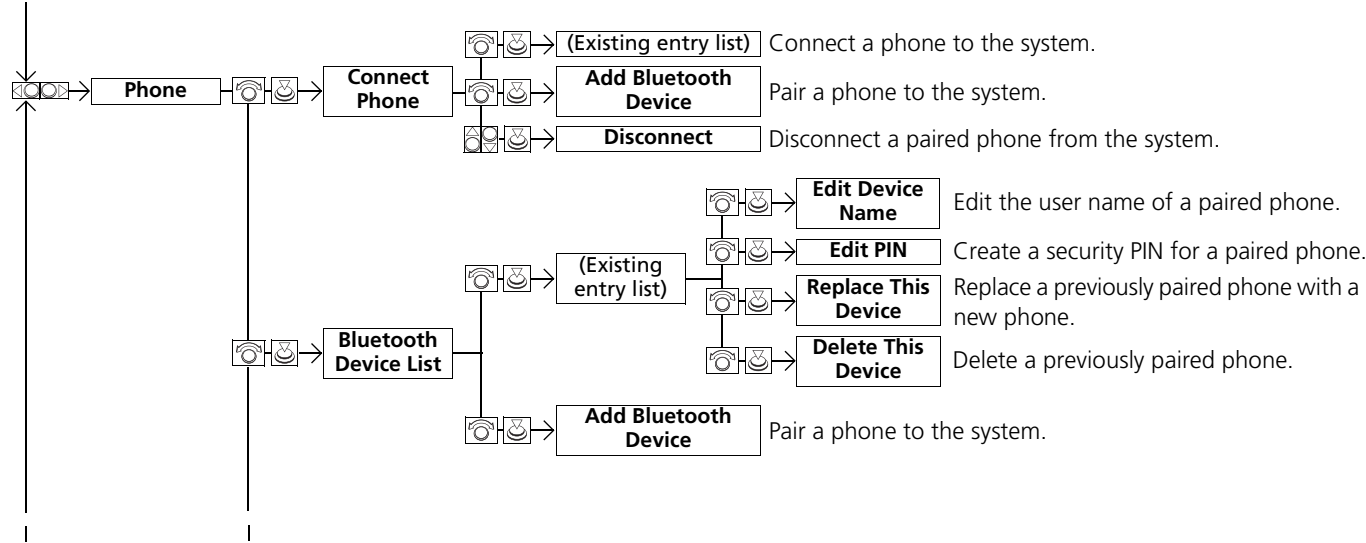 (Existing entry list) Connect a phone to the system.
Phone
Connect
Phone
Add Bluetooth
Device
Pair a phone to the system.
Disconnect Disconnect a paired phone from the system.
Edit Device
Name
Edit the user name of a paired phone.
Edit PIN Create a security PIN for a paired phone.
(Existing
entry list)
Replace This
Device
Replace a previously paired phone with a
new phone.
Bluetooth
Device List
Delete This
Device
Delete a previously paired phone.
Add Bluetooth
Device
Pair a phone to the system.